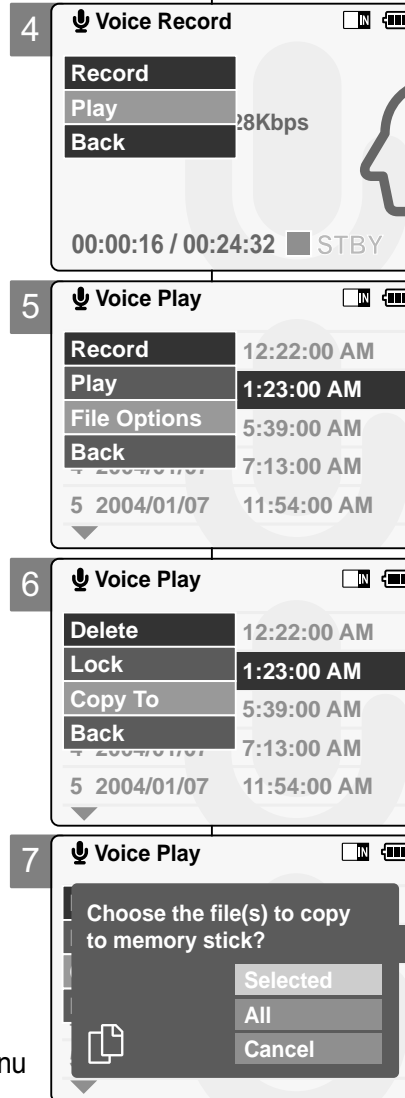 4
Voice Record
IN
Record
Play
Back
28Kbps
00:00:16 / 00:24:32 STBY
5
Voice Play
IN
Record
12:22:00 AM
Play
1:23:00 AM
File Options
5:39:00 AM
Back
7:13:00 AM
5 2004/01/07 11:54:00 AM
6
Voice Play
IN
Delete
12:22:00 AM
Lock
1:23:00 AM
Copy To
5:39:00 AM
Back
7:13:00 AM
5 2004/01/07 11:54:00 AM
7
Voice Play
IN
Choose the file(s) to copy
to memory stick?
Selected
All
Cancel
nu